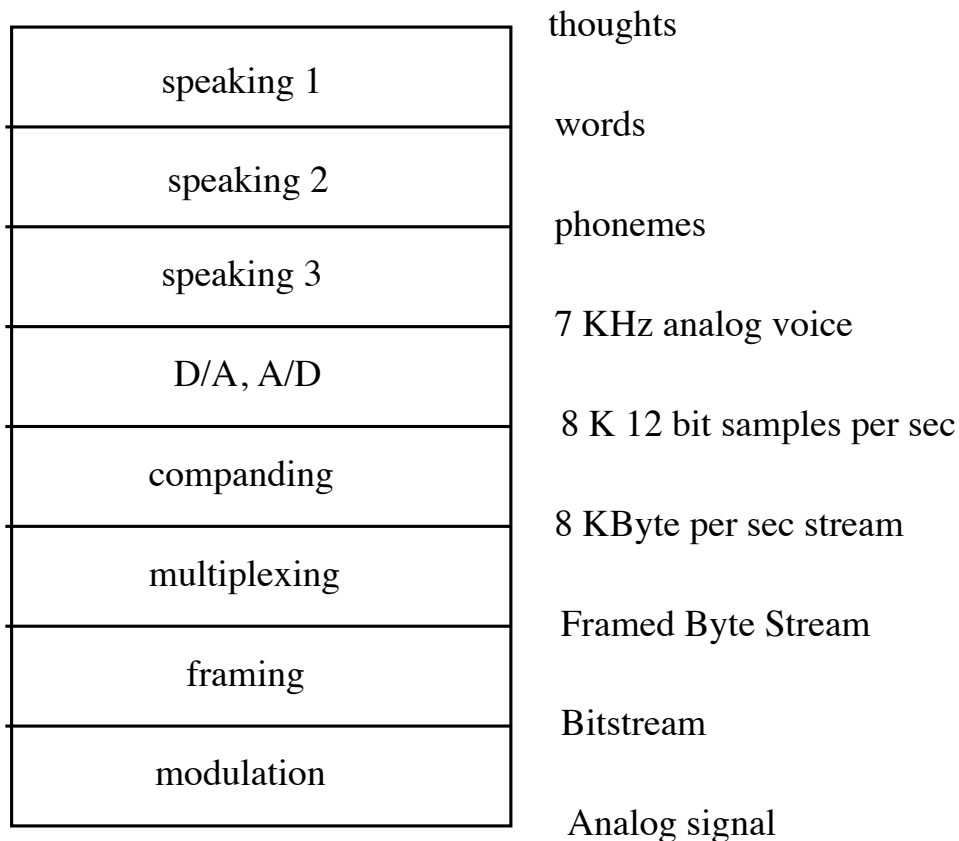 thoughts
speaking 1
words
speaking 2
phonemes
speaking 3
7 KHz analog voice
D/A, A/D
8 K 12 bit samples per sec
companding
8 KByte per sec stream
multiplexing
Framed Byte Stream
framing
Bitstream
modulation
Analog signal